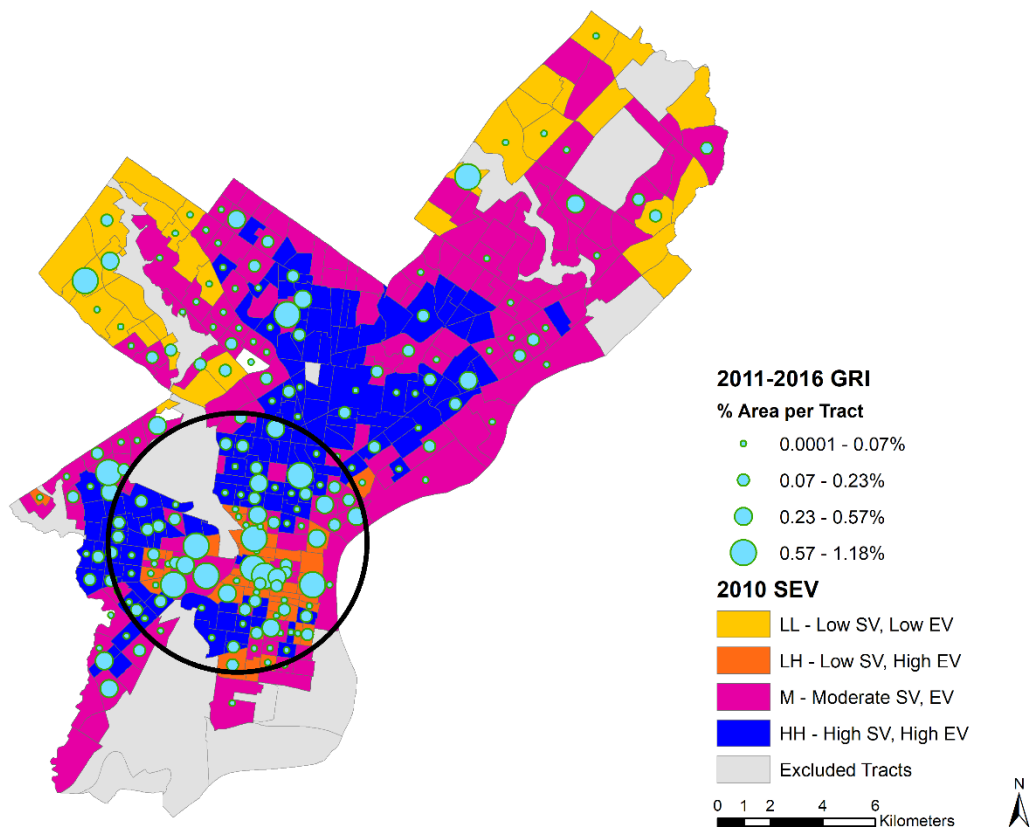 2011-2016 GRI
% Area per Tract
0.0001 - 0.07%
0.07 - 0.23%
0.23 - 0.57%
0.57 - 1.18%
2010 SEV
LL - Low SV, Low EV
LH - Low SV, High EV
M - Moderate SV, EV
HH - High SV, High EV
Excluded Tracts
0 1 2 4 6
Kilometers
N